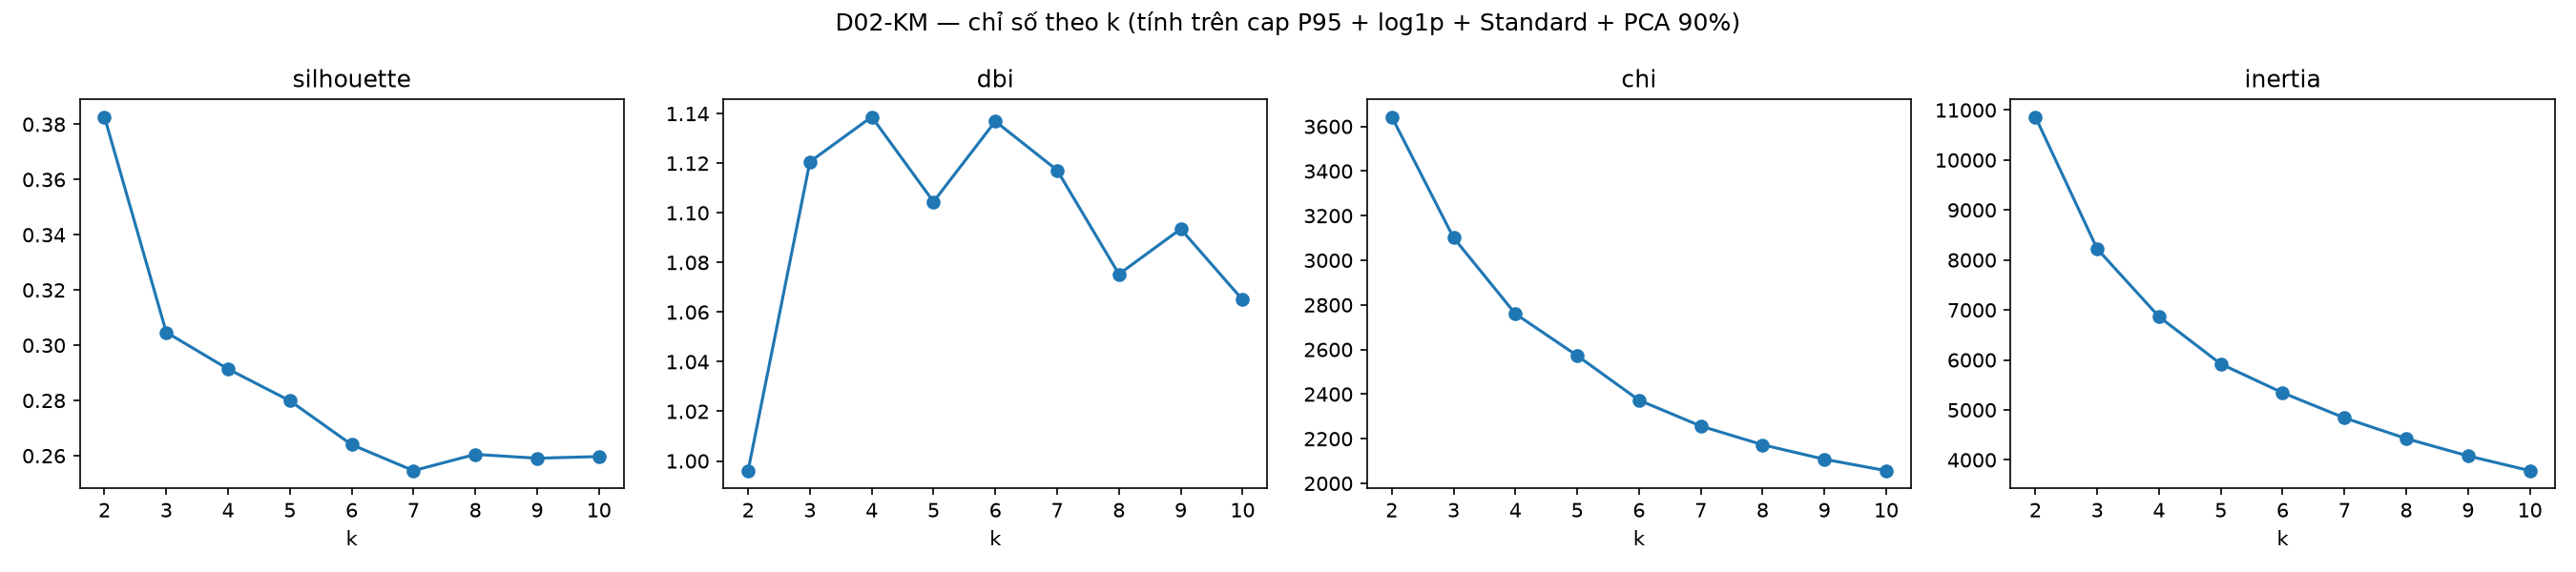 D02-KM — chỉ số theo k (tính trên cap P95 + log1p + Standard + PCA 90%)
silhouette
0.38
0.36
0.34
0.32
0.30
0.28
0.26
2 3 4 5 6 7 8 9 10
k
dbi
1.14
1.12
1.10
1.08
1.06
1.04
1.02
1.00
2 3 4 5 6 7 8 9 10
k
chi
3600
3400
3200
3000
2800
2600
2400
2200
2000
2 3 4 5 6 7 8 9 10
k
inertia
11000
10000
9000
8000
7000
6000
5000
4000
2 3 4 5 6 7 8 9 10
k